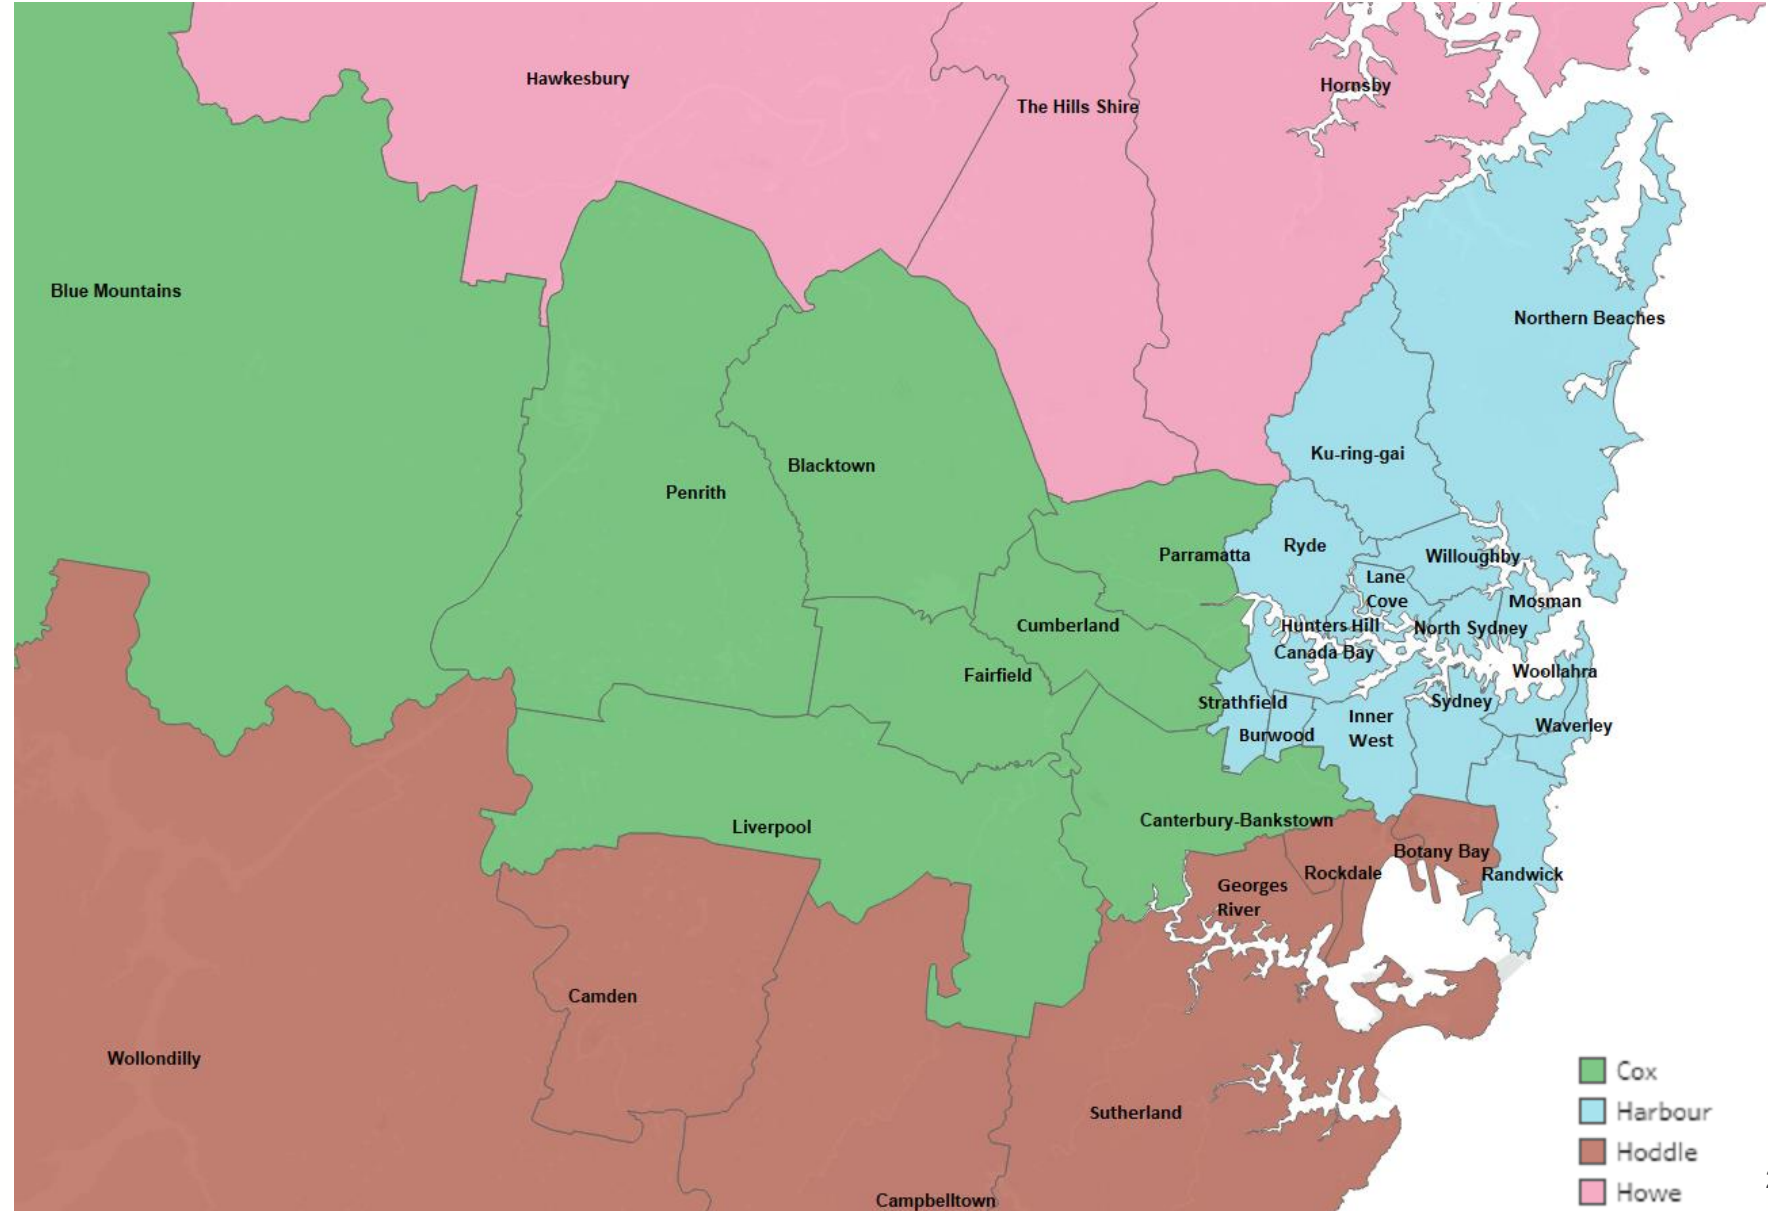 Hawkesbury
The Hills Shire
Hornsby
Blue Mountains
Northern Beaches
Ku-ring-gai
Blacktown
Penrith
Parramatta
Ryde
Willoughby
Lane
Cove
Mosman
Cumberland
Hunters Hill
North Sydney
Canada Bay
Fairfield
Woollahra
Strathfield
Sydney
Inner
West
Burwood
Waverley
Liverpool
Canterbury-Bankstown
Botany Bay
Rockdale
Randwick
Georges
River
Camden
Wollondilly
Sutherland
Campbelltown
Cox
Harbour
Hoddle
Howe